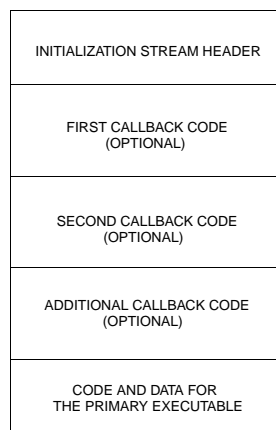 INITIALIZATION STREAM HEADER
FIRST CALLBACK CODE
(OPTIONAL)
SECOND CALLBACK CODE
(OPTIONAL)
ADDITIONAL CALLBACK CODE
(OPTIONAL)
CODE AND DATA FOR
THE PRIMARY EXECUTABLE